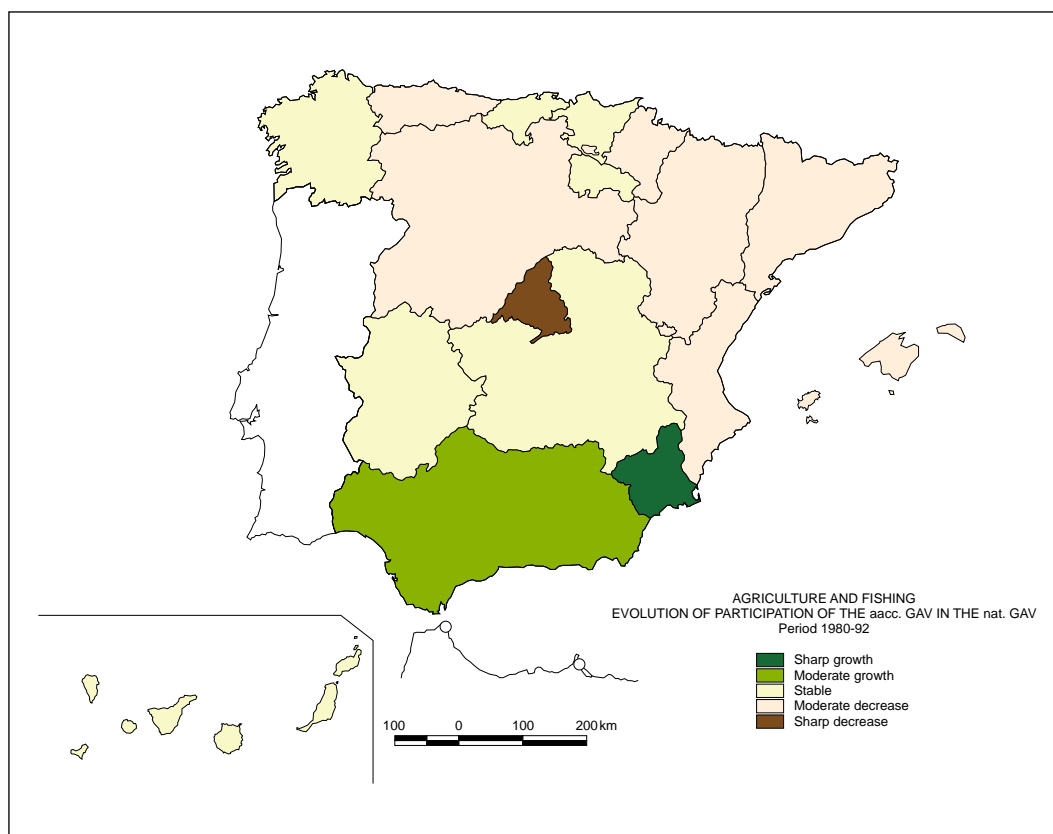 AGRICULTURE AND FISHING
EVOLUTION OF PARTICIPATION OF THE aacc. GAV IN THE nat. GAV
Period 1980-92
Sharp growth
Moderate growth
Stable
Moderate decrease
Sharp decrease
100 0 100 200 km